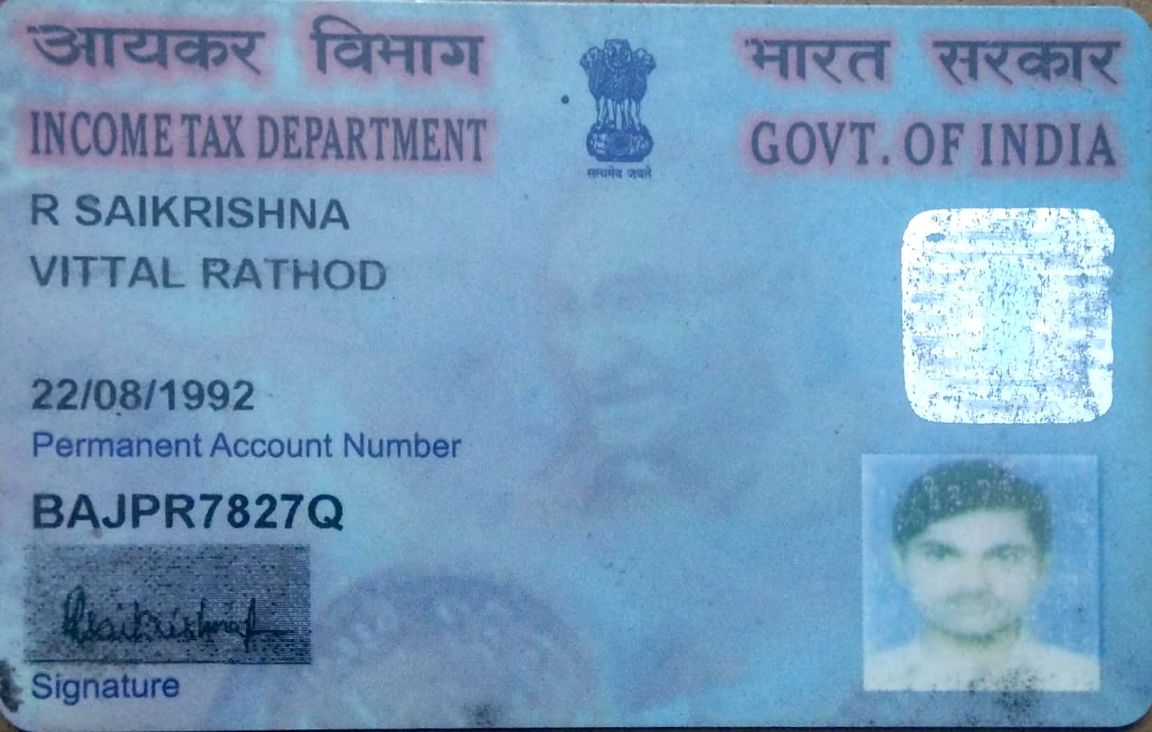 आयकर विभाग
भारत सरकार
INCOME TAX DEPARTMENT
GOVT. OF INDIA
सत्यमेव जयते
R SAIKRISHNA
VITTAL RATHOD
22/08/1992
Permanent Account Number
BAJPR7827Q
RSaiKrishna
Signature